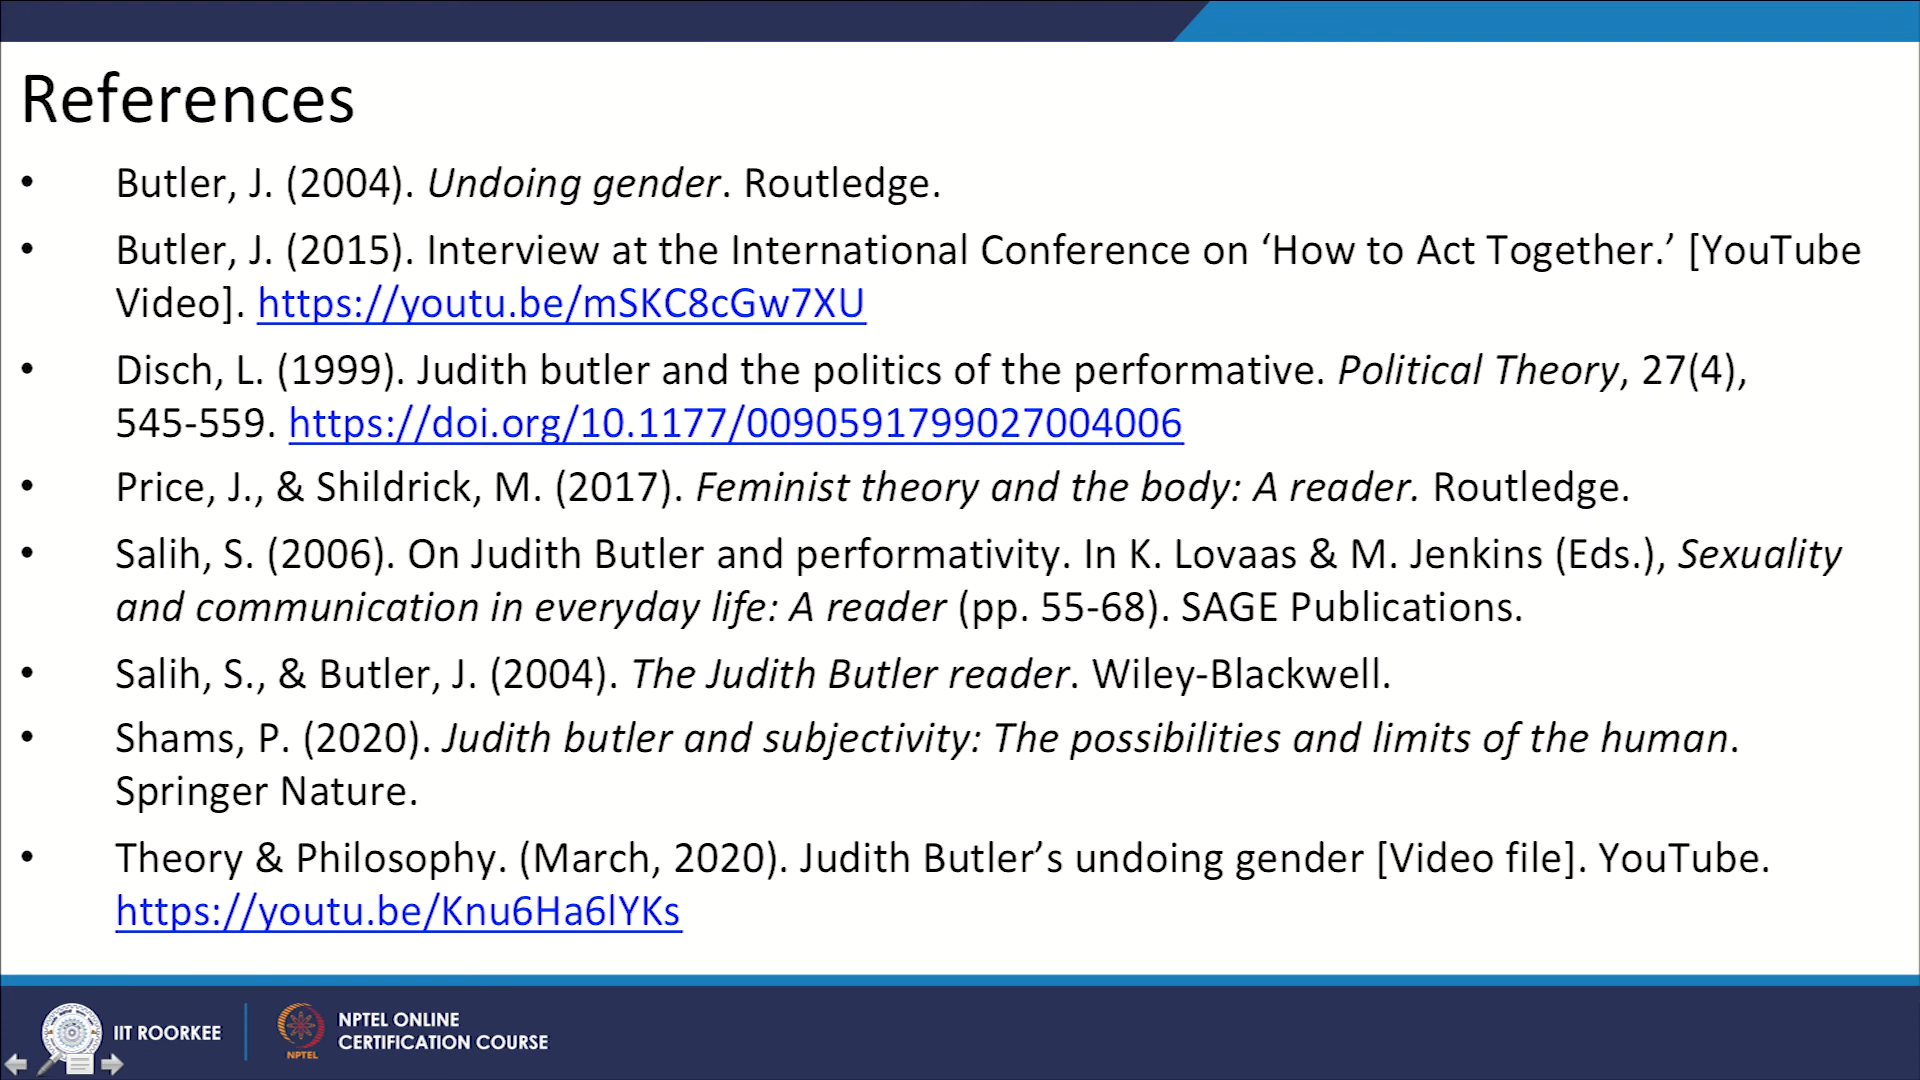 References
• Butler, J. (2004). Undoing gender. Routledge.
• Butler, J. (2015). Interview at the International Conference on ‘How to Act Together.’ [YouTube
Video]. https://youtu.be/mSKC8cGw7XU
• Disch, L. (1999). Judith butler and the politics of the performative. Political Theory, 27(4),
545-559. https://doi.org/10.1177/0090591799027004006
• Price, J., & Shildrick, M. (2017). Feminist theory and the body: A reader. Routledge.
• Salih, S. (2006). On Judith Butler and performativity. In K. Lovaas & M. Jenkins (Eds.), Sexuality
and communication in everyday life: A reader (pp. 55-68). SAGE Publications.
• Salih, S., & Butler, J. (2004). The Judith Butler reader. Wiley-Blackwell.
• Shams, P. (2020). Judith butler and subjectivity: The possibilities and limits of the human.
Springer Nature.
• Theory & Philosophy. (March, 2020). Judith Butler’s undoing gender [Video file]. YouTube.
https://youtu.be/Knu6Ha6lYKs
IIT ROORKEE
NPTEL
NPTEL ONLINE
CERTIFICATION COURSE